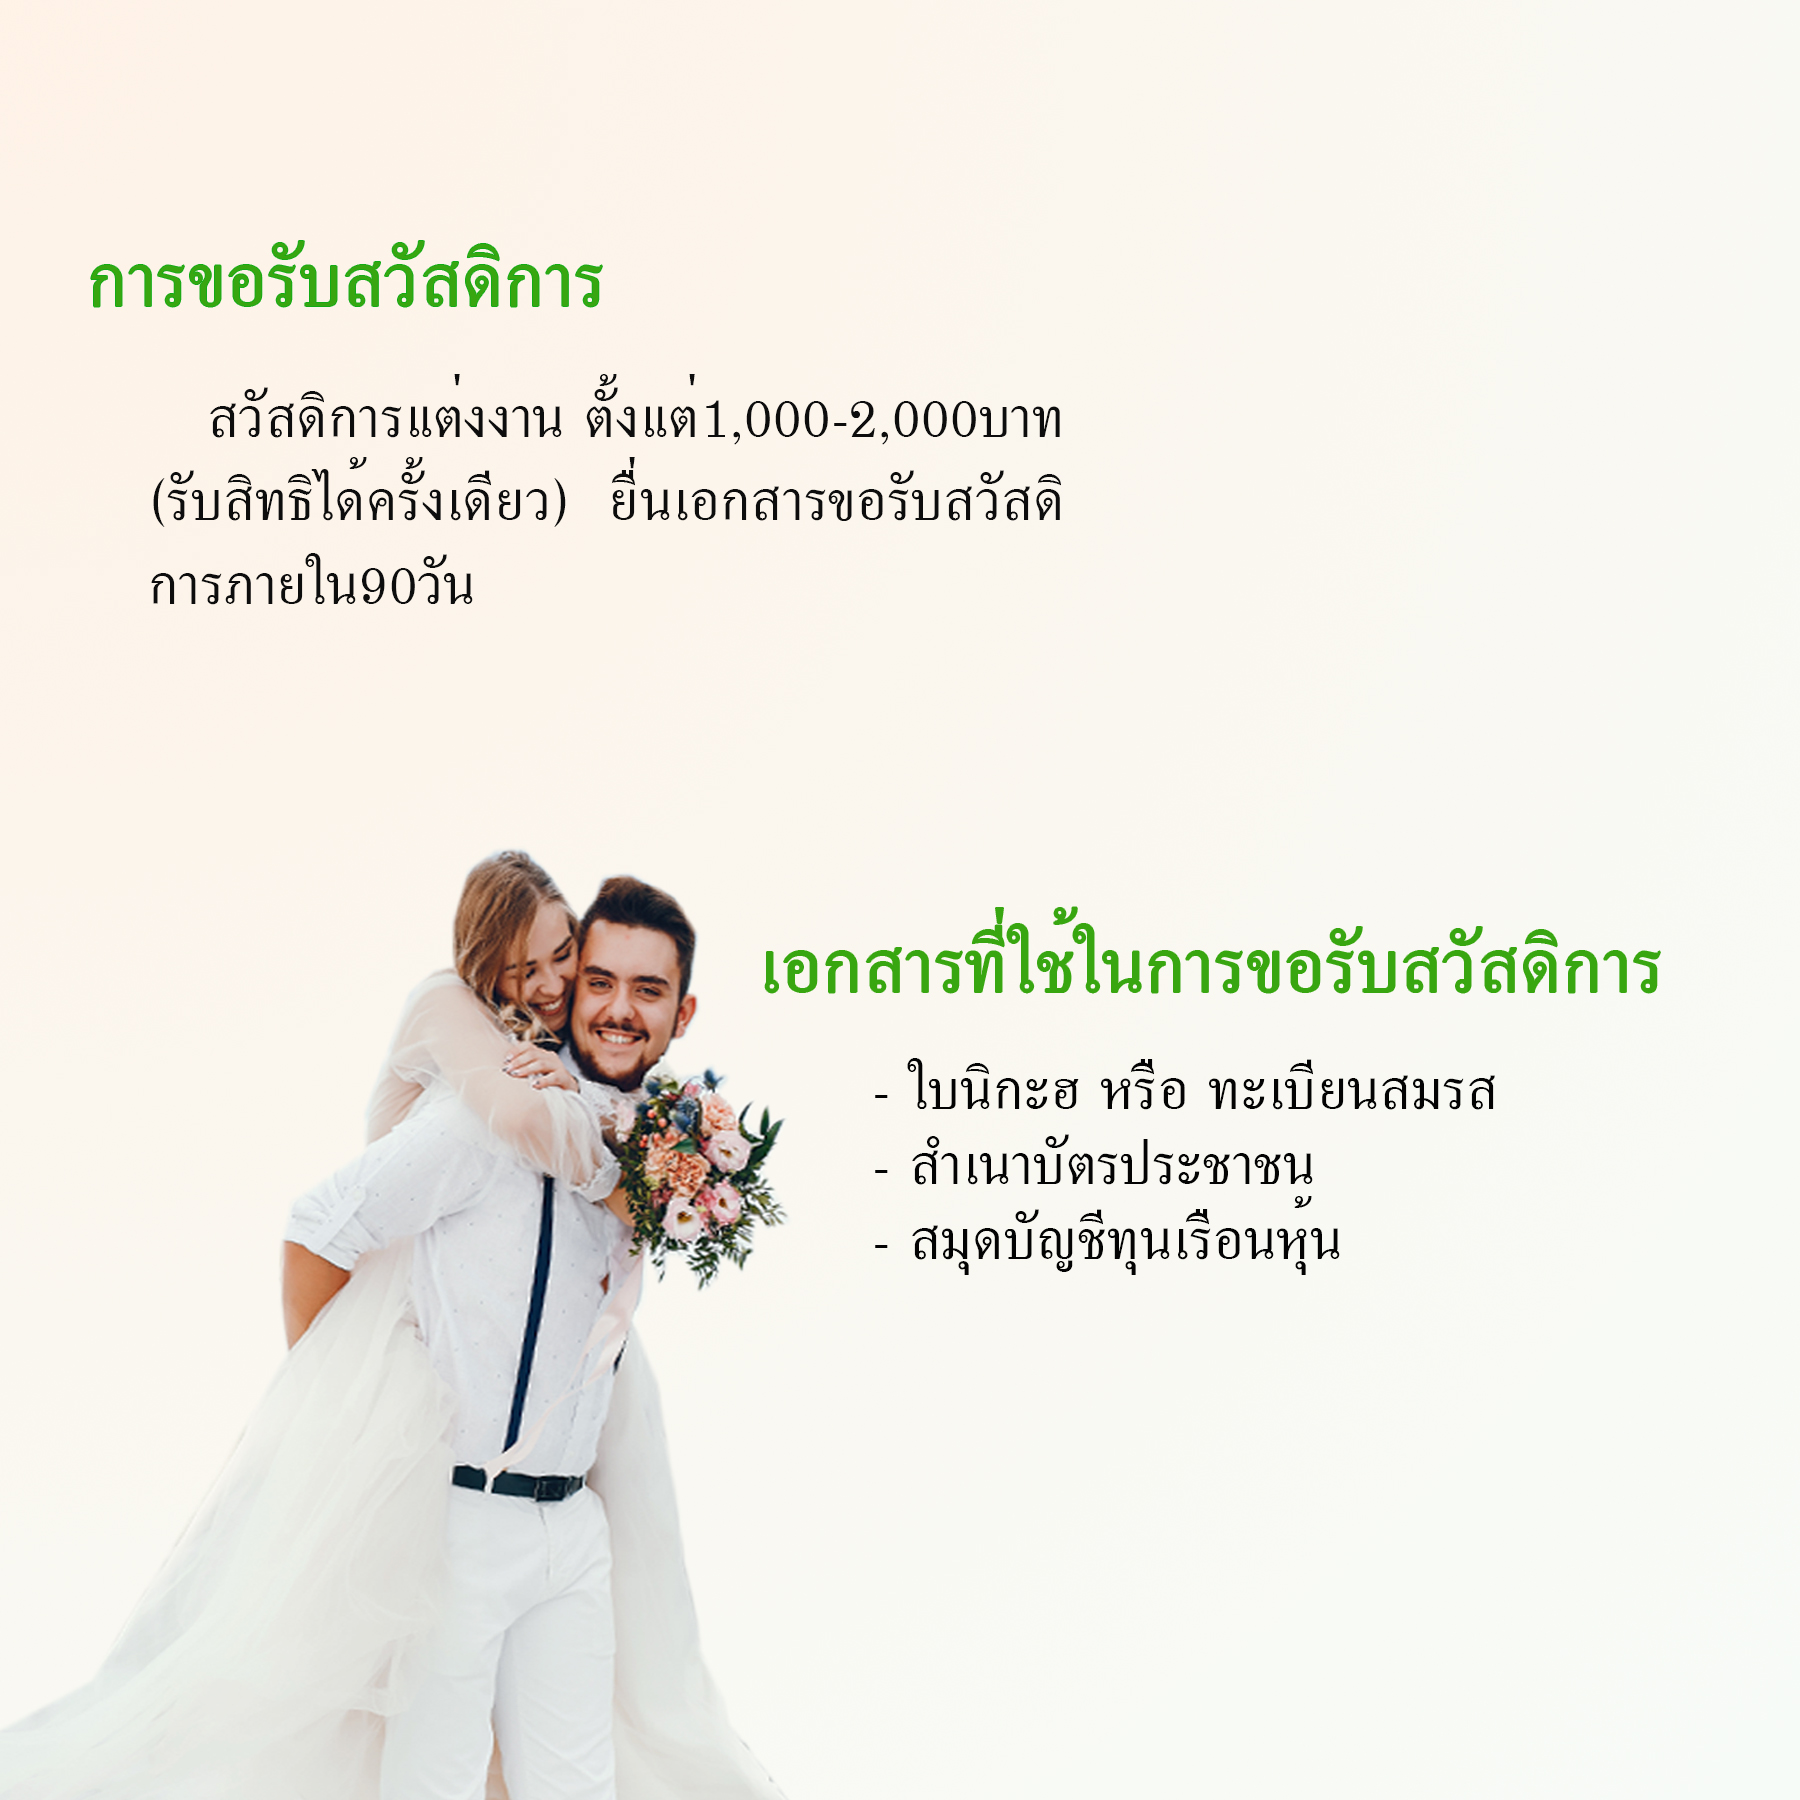 การขอรับสวัสดิการ
สวัสดิการแต่งงาน ตั้งแต่1,000-2,000บาท
(รับสิทธิได้ครั้งเดียว) ยื่นเอกสารขอรับสวัสดิ
การภายใน90วัน
เอกสารที่ใช้ในการขอรับสวัสดิการ
- ใบนิกะฮ หรือ ทะเบียนสมรส
- สำเนาบัตรประชาชน
- สมุดบัญชีทุนเรือนหุ้น